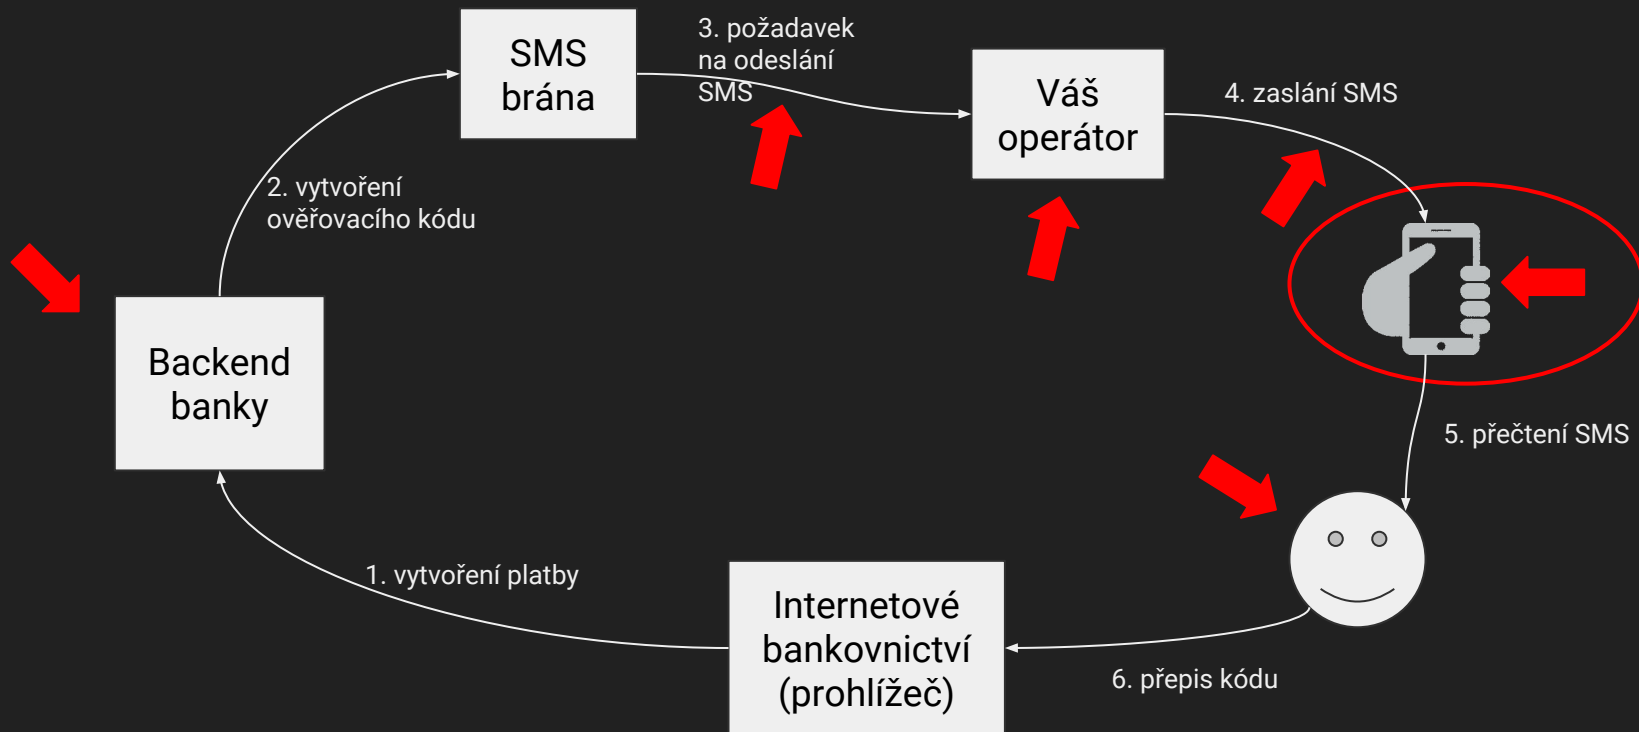 SMS
brána
3. požadavek
na odeslání
SMS
Váš
operátor
4. zaslání SMS
2. vytvoření
ověřovacího kódu
Backend
banky
5. přečtení SMS
1. vytvoření platby
Internetové
bankovnictví
(prohlížeč)
6. přepis kódu